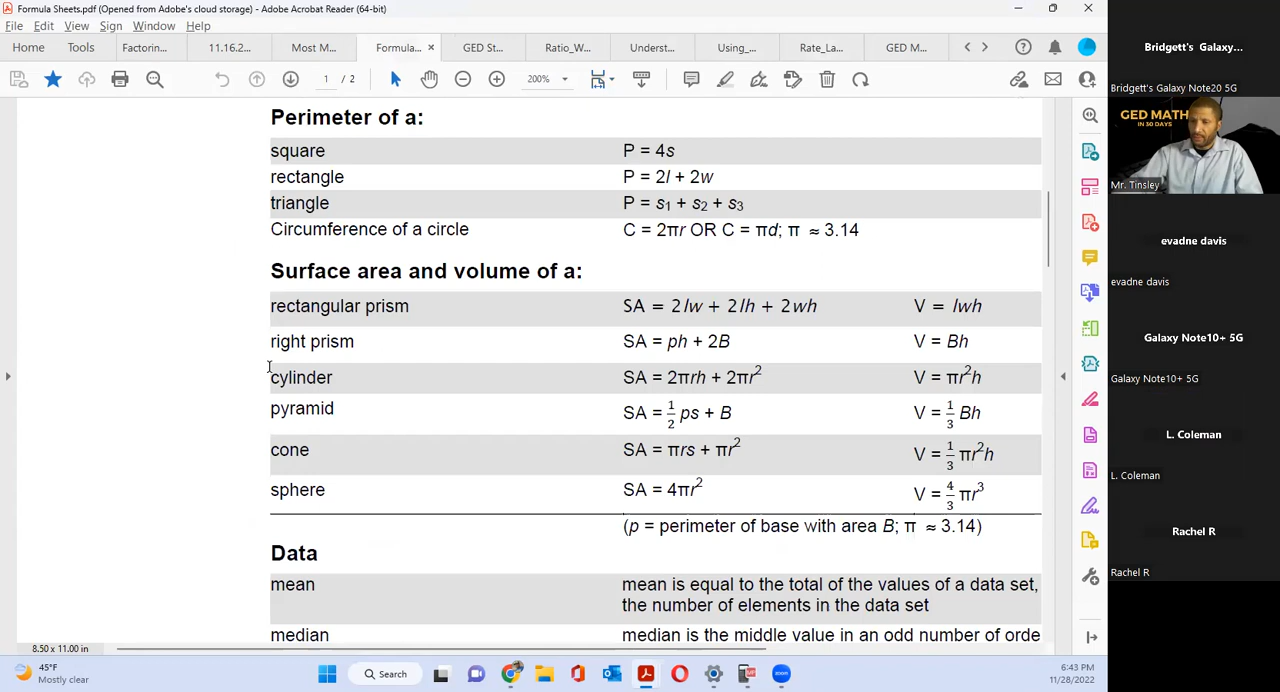 Formula Sheets.pdf (Opened from Adobe's cloud storage) - Adobe Acrobat Reader (64-bit)
File Edit View Sign Window Help
Home Tools Factorin... 11.16.2... Most M... Formula... × GED St... Ratio_W... Underst... Using_... Rate_La... GED M...
1 / 2 200%
Perimeter of a:
square P = 4s
rectangle P = 2l + 2w
triangle P = s₁ + s₂ + s₃
Circumference of a circle C = 2πr OR C = πd; π ≈ 3.14
Surface area and volume of a:
rectangular prism SA = 2lw + 2lh + 2wh V = lwh
right prism SA = ph + 2B V = Bh
cylinder SA = 2πrh + 2πr² V = πr²h
pyramid SA = 1/2 ps + B V = 1/3 Bh
cone SA = πrs + πr² V = 1/3 πr²h
sphere SA = 4πr² V = 4/3 πr³
(p = perimeter of base with area B; π ≈ 3.14)
Data
mean mean is equal to the total of the values of a data set,
the number of elements in the data set
median median is the middle value in an odd number of orde
8.50 x 11.00 in
45°F
Mostly clear
Search
6:43 PM
11/28/2022
Bridgett's Galaxy...
Bridgett's Galaxy Note20 5G
GED MATH
IN 30 DAYS
Mr. Tinsley
evadne davis
evadne davis
Galaxy Note10+ 5G
Galaxy Note10+ 5G
L. Coleman
L. Coleman
Rachel R
Rachel R